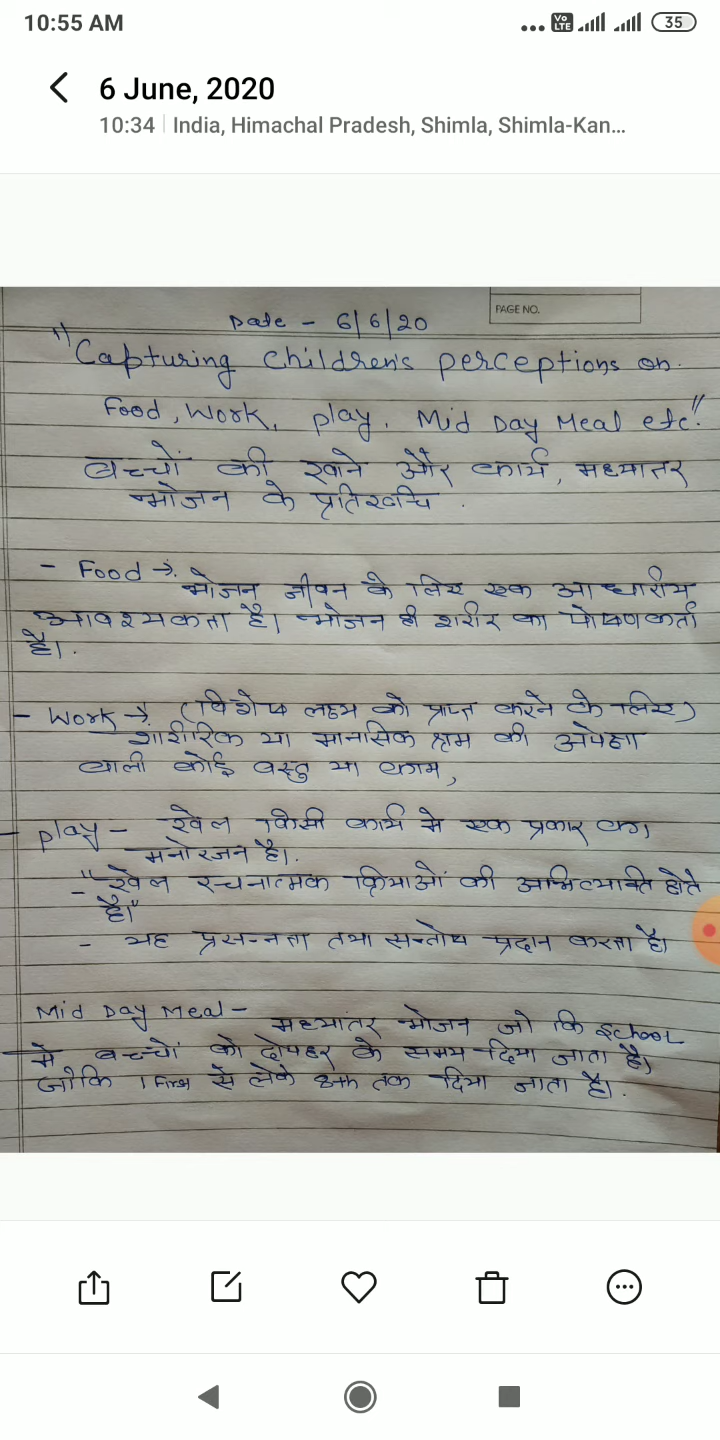 10:55 AM
Vo LTE 35
6 June, 2020
10:34 India, Himachal Pradesh, Shimla, Shimla-Kan...
PAGE NO.
Date - 6/6/20
"Capturing Children's perceptions on
Food, Work, play, Mid Day Meal etc."
बच्चों की खाने और कार्य, मध्यातर
भोजन के प्रतिरूचि .
- Food → भोजन जीवन के लिए एक आधारीय
आवश्यकता है। भोजन ही शरीर का पोषणकर्ता
है।
- Work → (विशेष लक्ष्य को प्राप्त करने के लिए)
शारीरिक या मानसिक श्रम की अपेक्षा
वाली कोई वस्तु या काम,
- play - खेल किसी कार्य मे एक प्रकार का
मनोरजन है।
- "खेल रचनात्मक क्रियाओं की अभिव्यक्ति होते
है"
- यह प्रसन्नता तथा सन्तोष प्रदान करता है।
Mid Day Meal - मध्यांतर भोजन जो कि School
मे बच्चों को दोपहर के समय दिया जाता है।
जोकि 1 First से लेके 8th तक दिया जाता है।